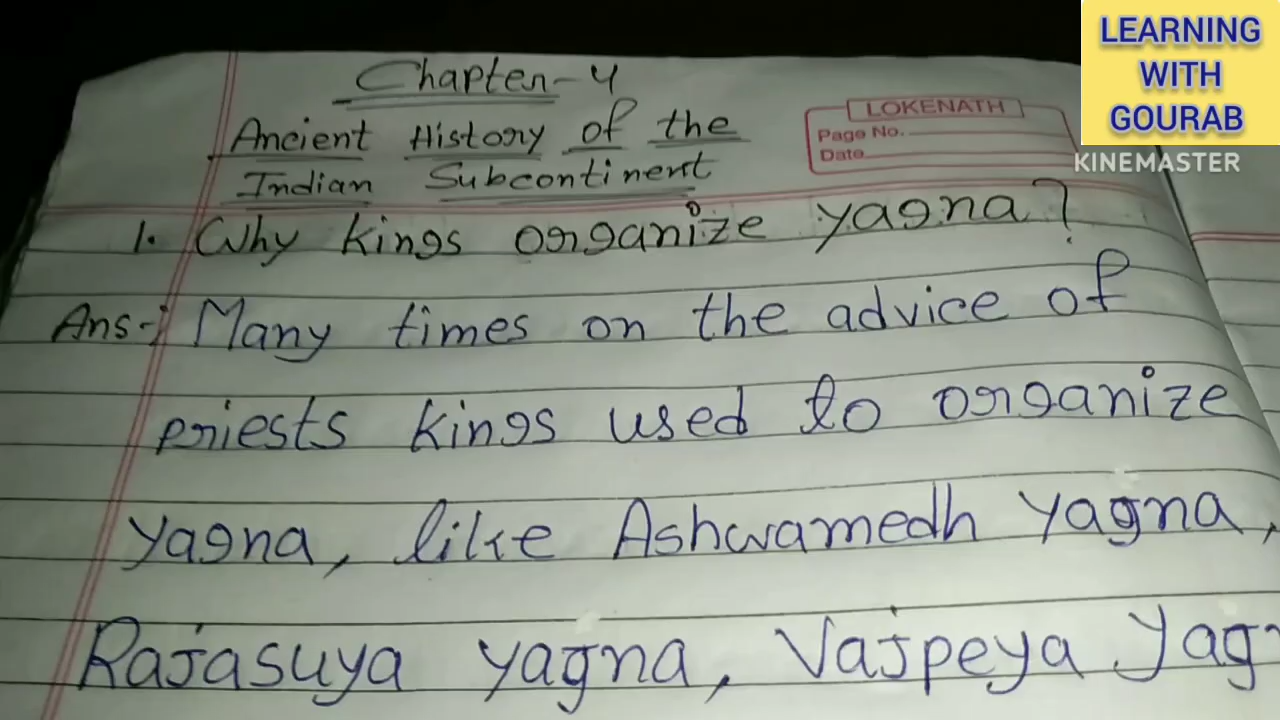 LEARNING
WITH
GOURAB
KINEMASTER
Chapter-4
Ancient History of the
Indian Subcontinent
LOKENATH
Page No.
Date
1. Why kings organize yagna?
Ans-: Many times on the advice of
priests kings used to organize
yagna, like Ashwamedh yagna,
Rajasuya yagna, Vajpeya Yag